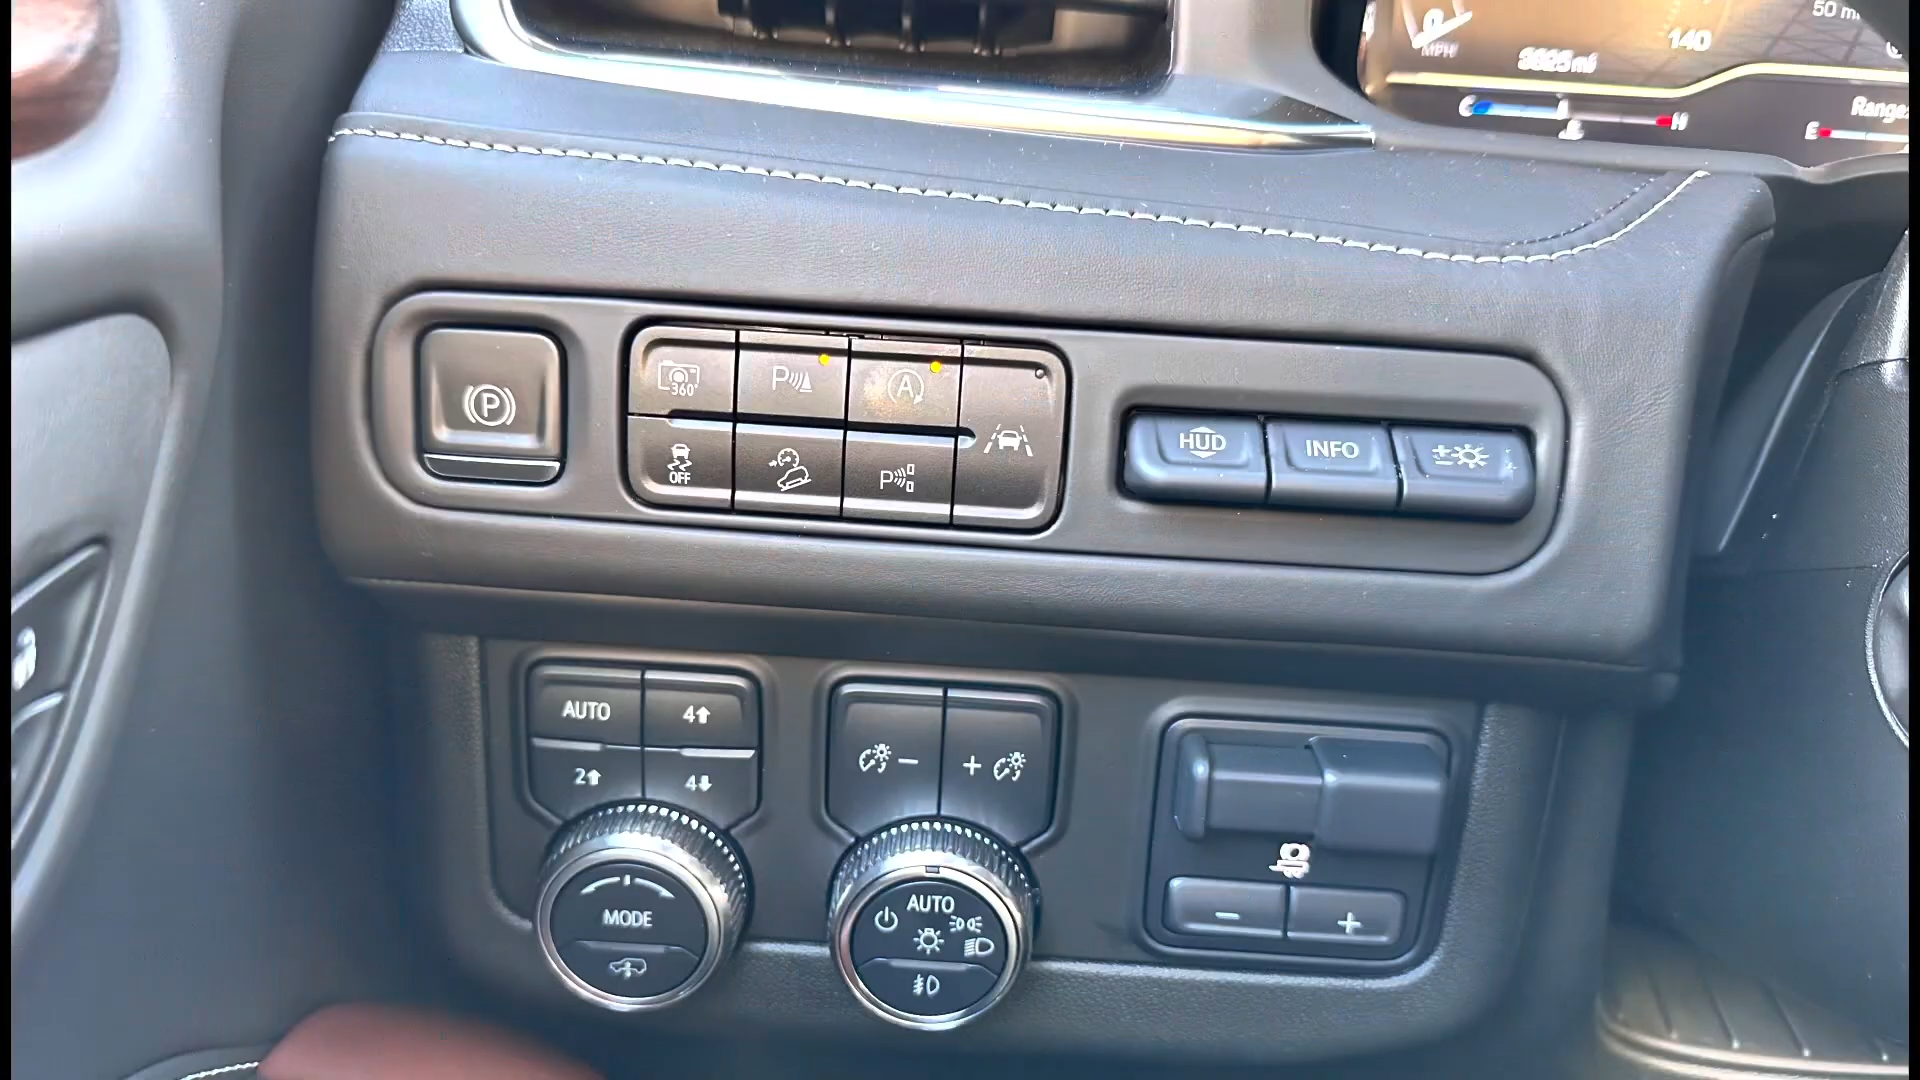 MPH
140
50 m
C
H
E
Range
P
360°
P
A
OFF
P
HUD
INFO
AUTO
4
2
4
−
+
MODE
AUTO
−
+